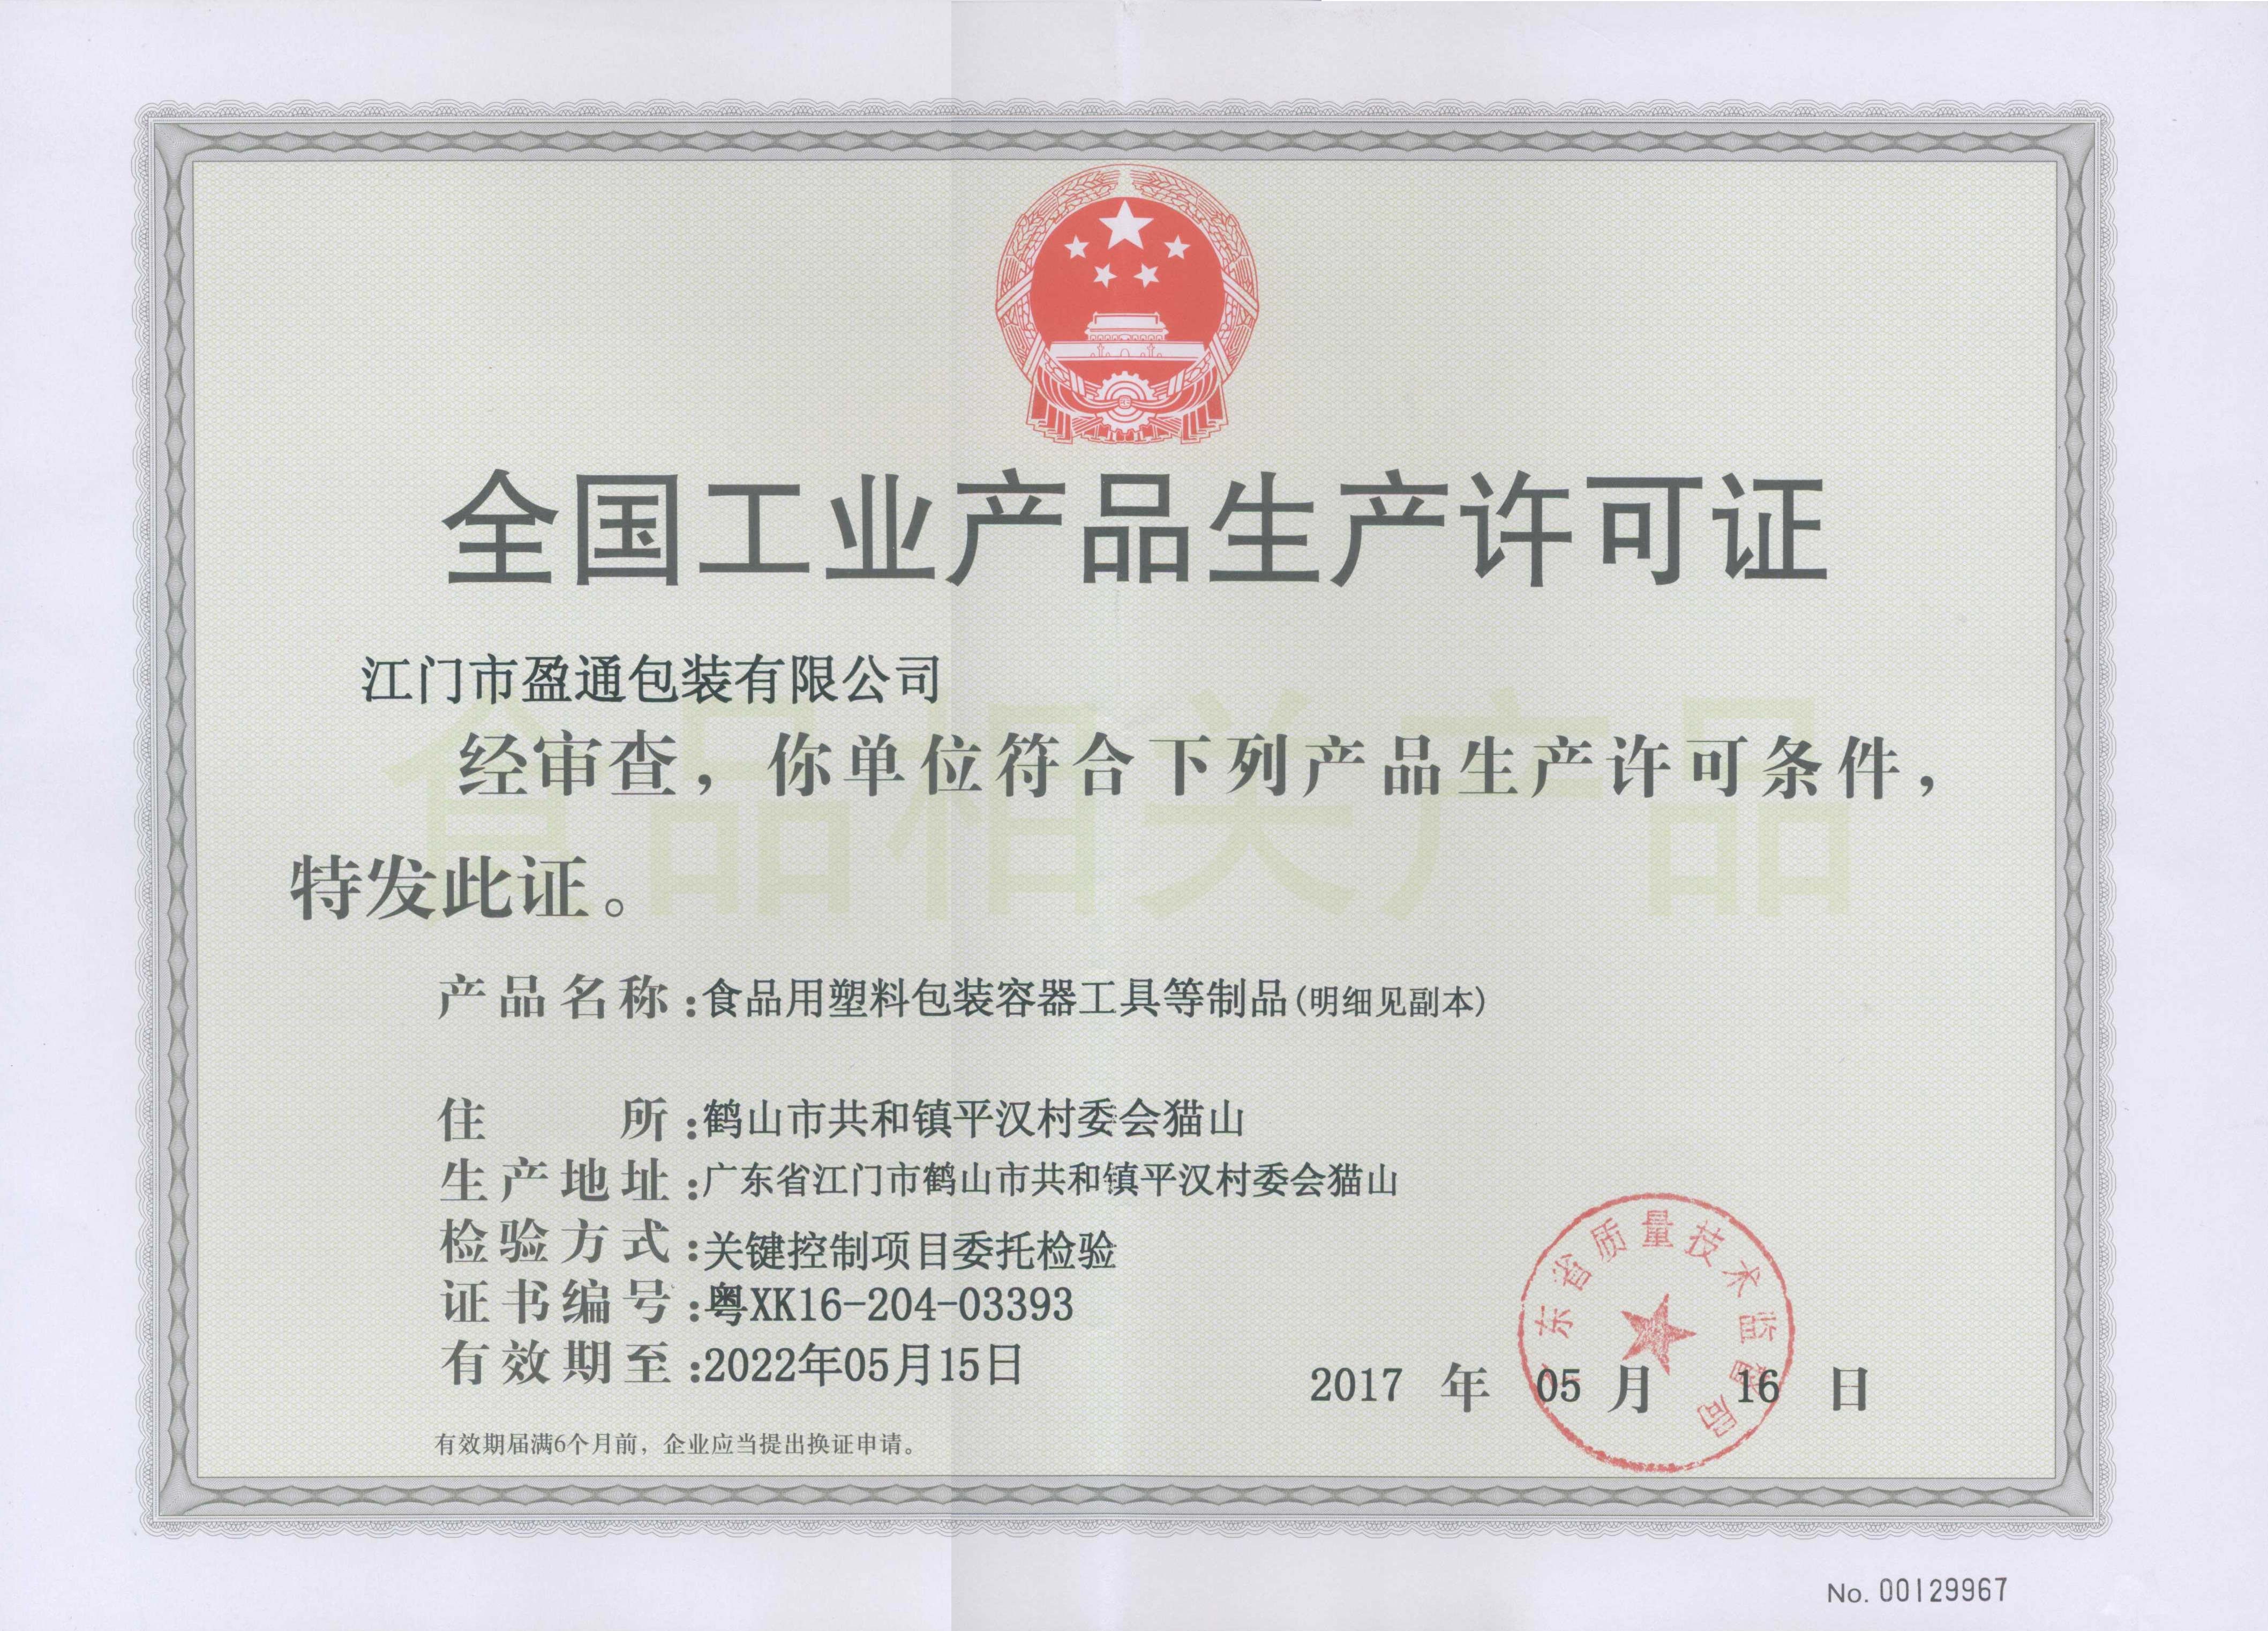 全国工业产品生产许可证
江门市盈通包装有限公司
食品相关产品
经审查，你单位符合下列产品生产许可条件，
特发此证。
产品名称：食品用塑料包装容器工具等制品(明细见副本)
住所：鹤山市共和镇平汉村委会猫山
生产地址：广东省江门市鹤山市共和镇平汉村委会猫山
检验方式：关键控制项目委托检验
证书编号：粤XK16-204-03393
有效期至：2022年05月15日
东省质量技术监督局
2017 年 05 月 16 日
有效期届满6个月前，企业应当提出换证申请。
No. 00129967